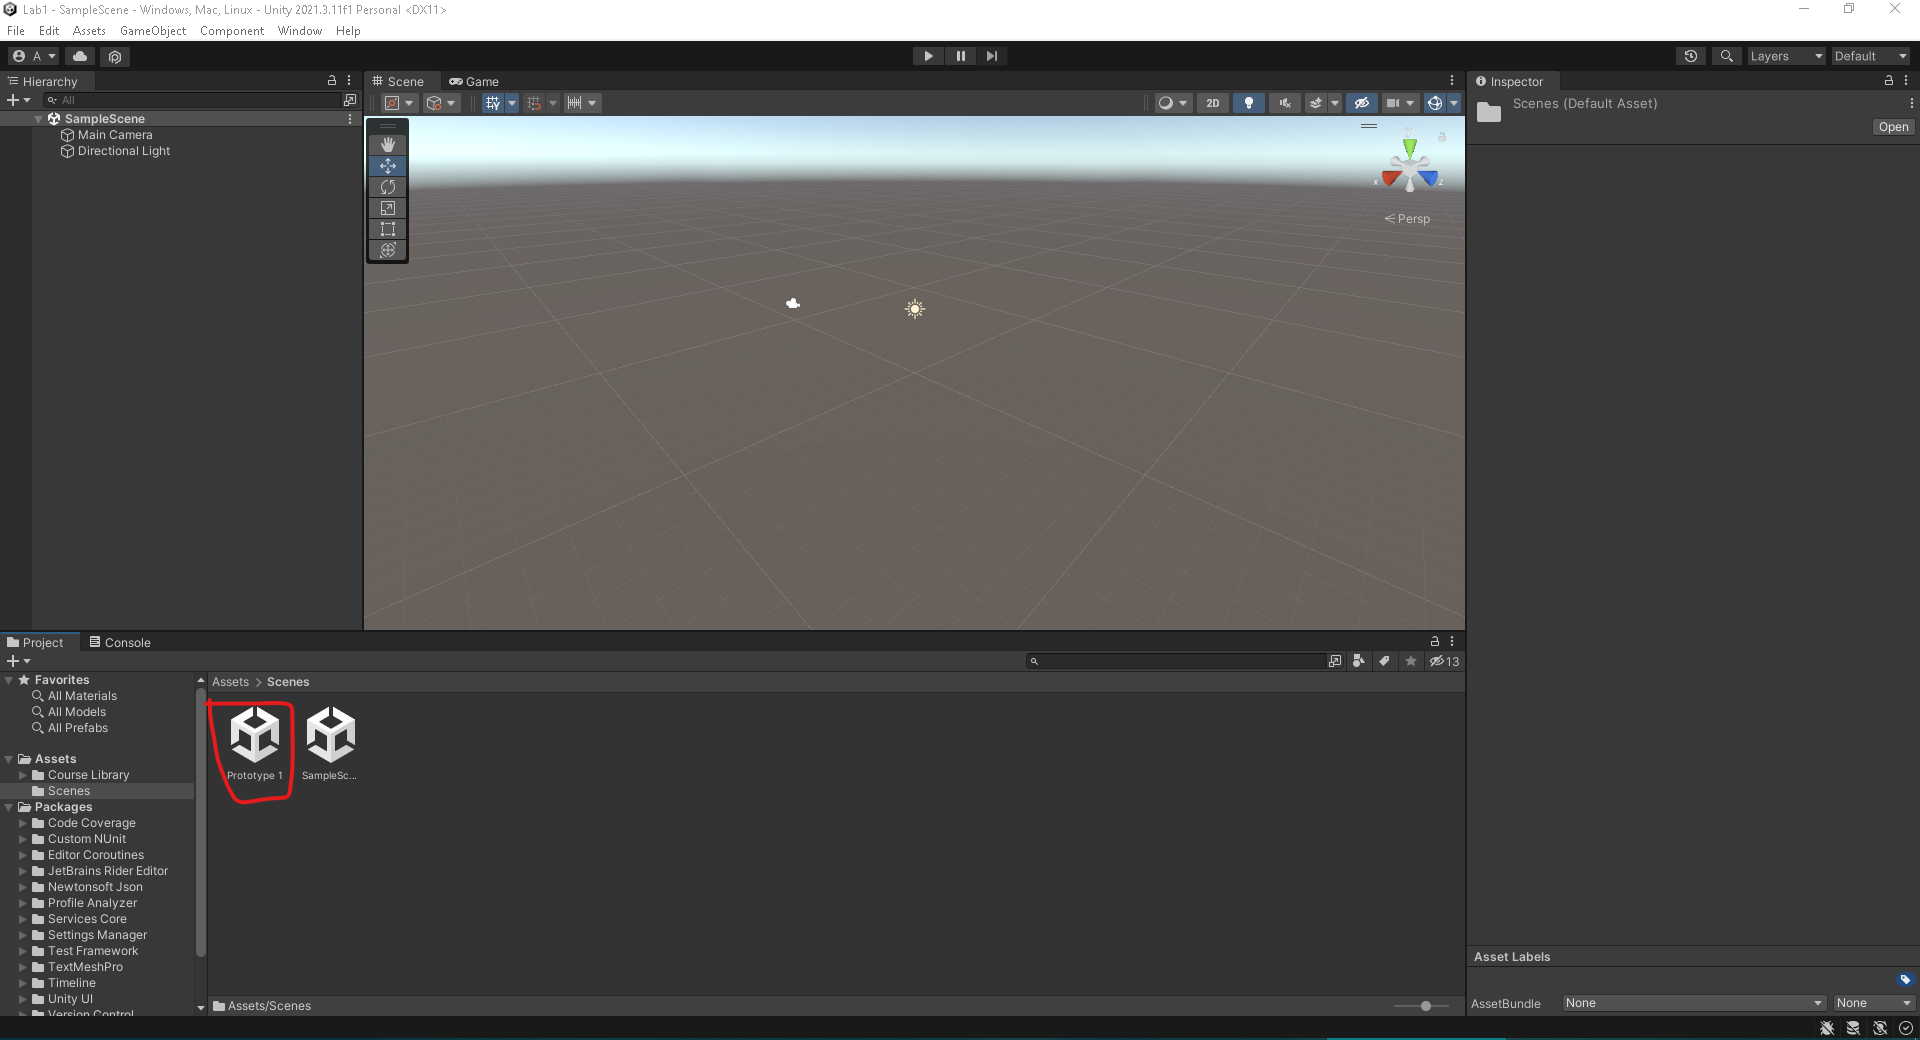 Lab1 - SampleScene - Windows, Mac, Linux - Unity 2021.3.11f1 Personal <DX11>
File Edit Assets GameObject Component Window Help
A Layers Default
Hierarchy
All
SampleScene
Main Camera
Directional Light
Scene Game
2D
y
x z
Persp
Inspector
Scenes (Default Asset)
Open
Project Console
13
Favorites
All Materials
All Models
All Prefabs
Assets
Course Library
Scenes
Packages
Code Coverage
Custom NUnit
Editor Coroutines
JetBrains Rider Editor
Newtonsoft Json
Profile Analyzer
Services Core
Settings Manager
Test Framework
TextMeshPro
Timeline
Unity UI
Version Control
Assets > Scenes
Prototype 1 SampleSc...
Assets/Scenes
Asset Labels
AssetBundle None None